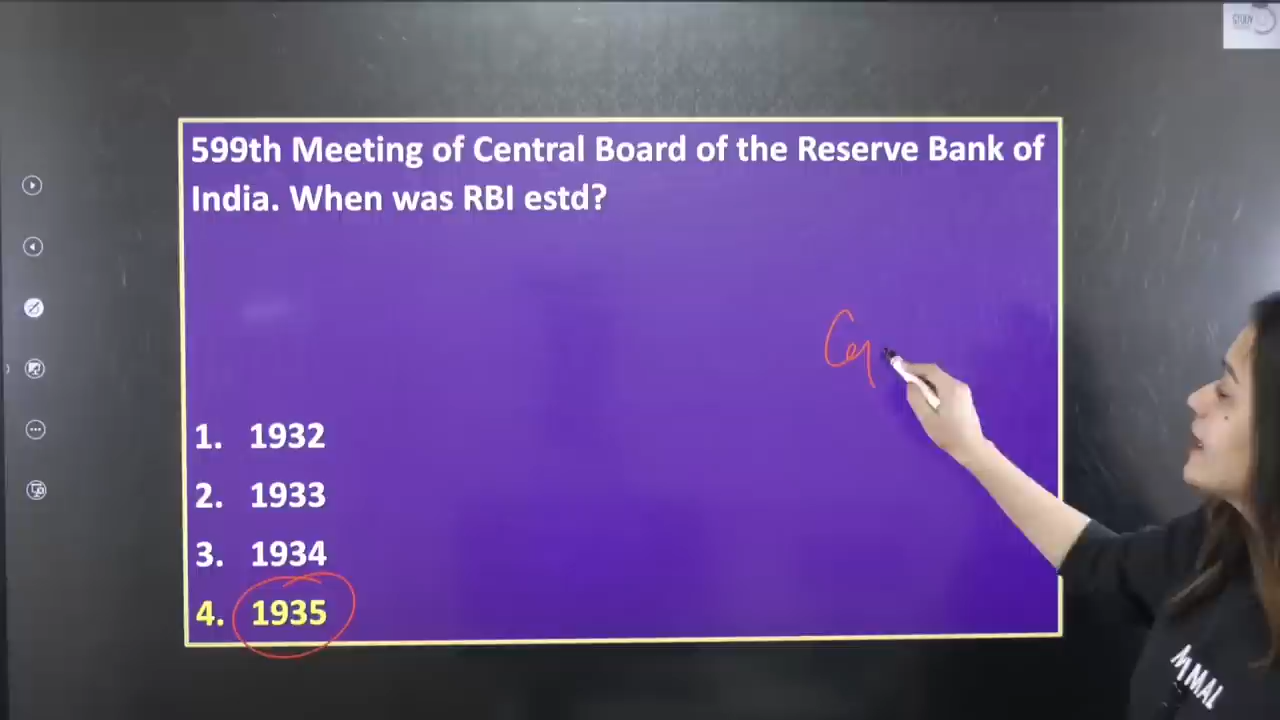 599th Meeting of Central Board of the Reserve Bank of
India. When was RBI estd?
1. 1932
2. 1933
3. 1934
4. 1935
STUDY